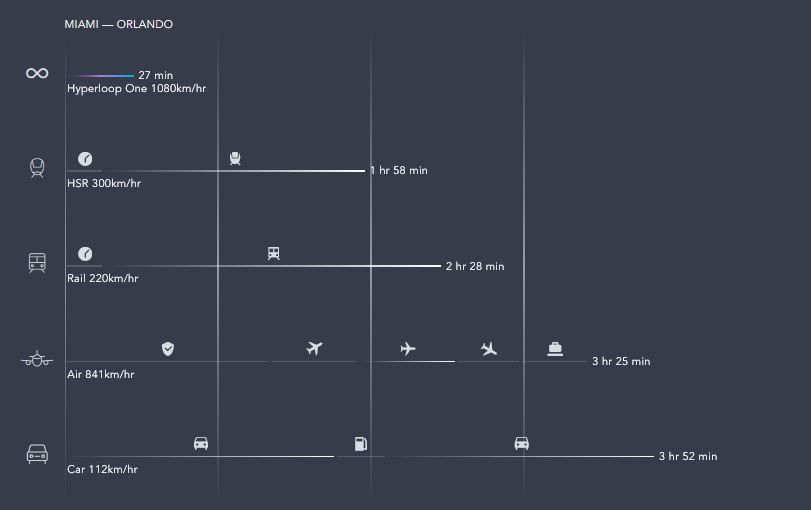 MIAMI — ORLANDO
27 min
Hyperloop One 1080km/hr
1 hr 58 min
HSR 300km/hr
2 hr 28 min
Rail 220km/hr
3 hr 25 min
Air 841km/hr
3 hr 52 min
Car 112km/hr